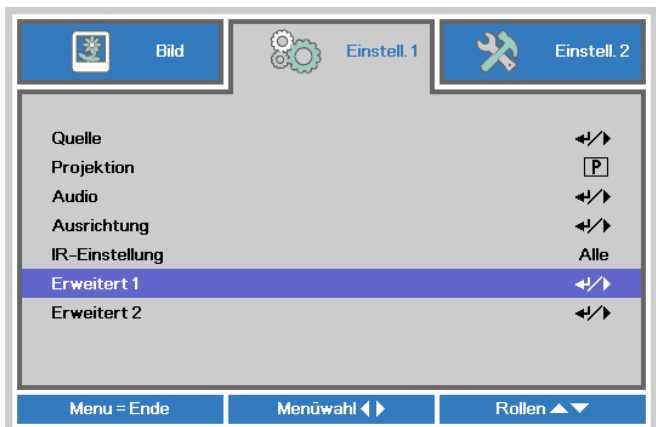 Bild
Einstell. 1
Einstell. 2
Quelle
Projektion P
Audio
Ausrichtung
IR-Einstellung Alle
Erweitert 1
Erweitert 2
Menu = Ende
Menüwahl
Rollen